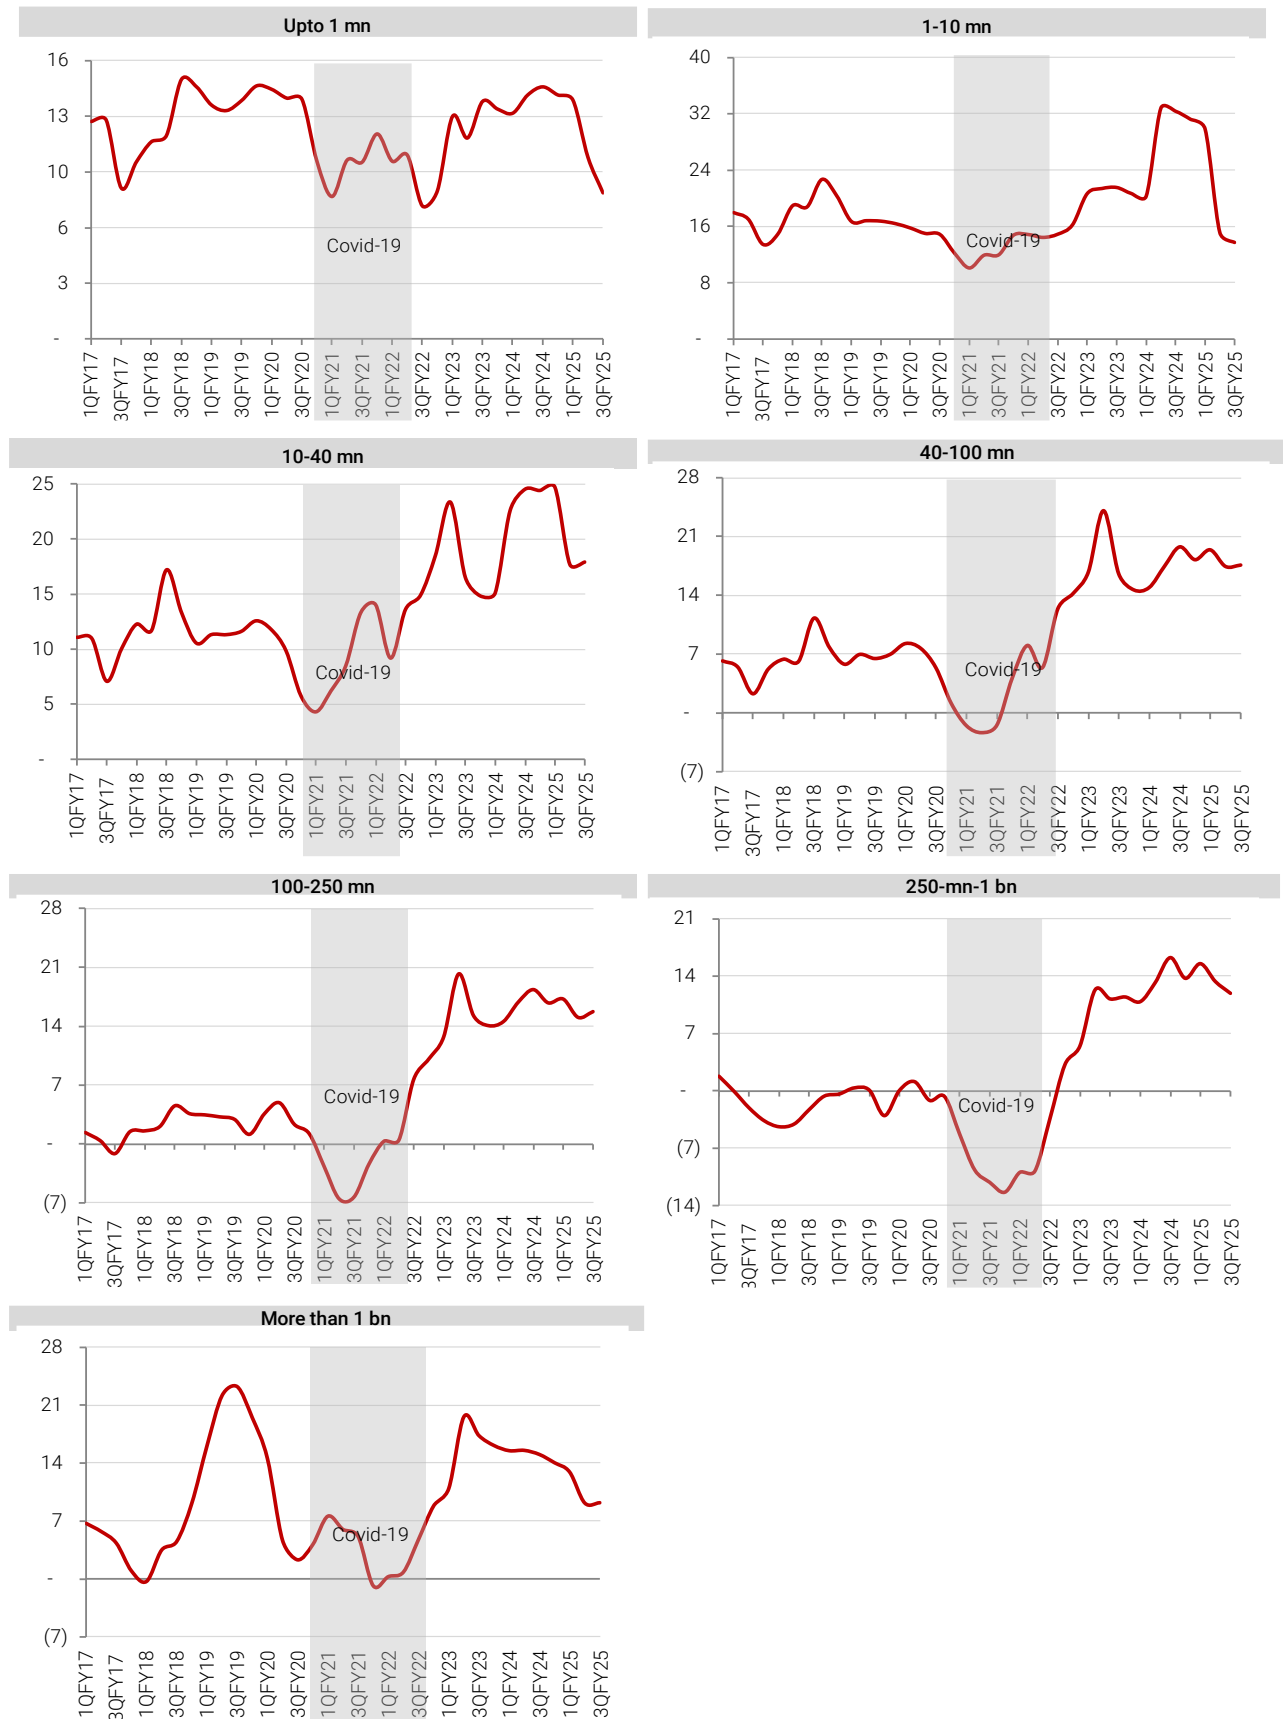 Upto 1 mn
16
13
10
6
3
-
Covid-19
1QFY17
3QFY17
1QFY18
3QFY18
1QFY19
3QFY19
1QFY20
3QFY20
1QFY21
3QFY21
1QFY22
3QFY22
1QFY23
3QFY23
1QFY24
3QFY24
1QFY25
3QFY25
1-10 mn
40
32
24
16
8
-
Covid-19
1QFY17
3QFY17
1QFY18
3QFY18
1QFY19
3QFY19
1QFY20
3QFY20
1QFY21
3QFY21
1QFY22
3QFY22
1QFY23
3QFY23
1QFY24
3QFY24
1QFY25
3QFY25
10-40 mn
25
20
15
10
5
-
Covid-19
1QFY17
3QFY17
1QFY18
3QFY18
1QFY19
3QFY19
1QFY20
3QFY20
1QFY21
3QFY21
1QFY22
3QFY22
1QFY23
3QFY23
1QFY24
3QFY24
1QFY25
3QFY25
40-100 mn
28
21
14
7
-
(7)
Covid-19
1QFY17
3QFY17
1QFY18
3QFY18
1QFY19
3QFY19
1QFY20
3QFY20
1QFY21
3QFY21
1QFY22
3QFY22
1QFY23
3QFY23
1QFY24
3QFY24
1QFY25
3QFY25
100-250 mn
28
21
14
7
-
(7)
Covid-19
1QFY17
3QFY17
1QFY18
3QFY18
1QFY19
3QFY19
1QFY20
3QFY20
1QFY21
3QFY21
1QFY22
3QFY22
1QFY23
3QFY23
1QFY24
3QFY24
1QFY25
3QFY25
250-mn-1 bn
21
14
7
-
(7)
(14)
Covid-19
1QFY17
3QFY17
1QFY18
3QFY18
1QFY19
3QFY19
1QFY20
3QFY20
1QFY21
3QFY21
1QFY22
3QFY22
1QFY23
3QFY23
1QFY24
3QFY24
1QFY25
3QFY25
More than 1 bn
28
21
14
7
-
(7)
Covid-19
1QFY17
3QFY17
1QFY18
3QFY18
1QFY19
3QFY19
1QFY20
3QFY20
1QFY21
3QFY21
1QFY22
3QFY22
1QFY23
3QFY23
1QFY24
3QFY24
1QFY25
3QFY25